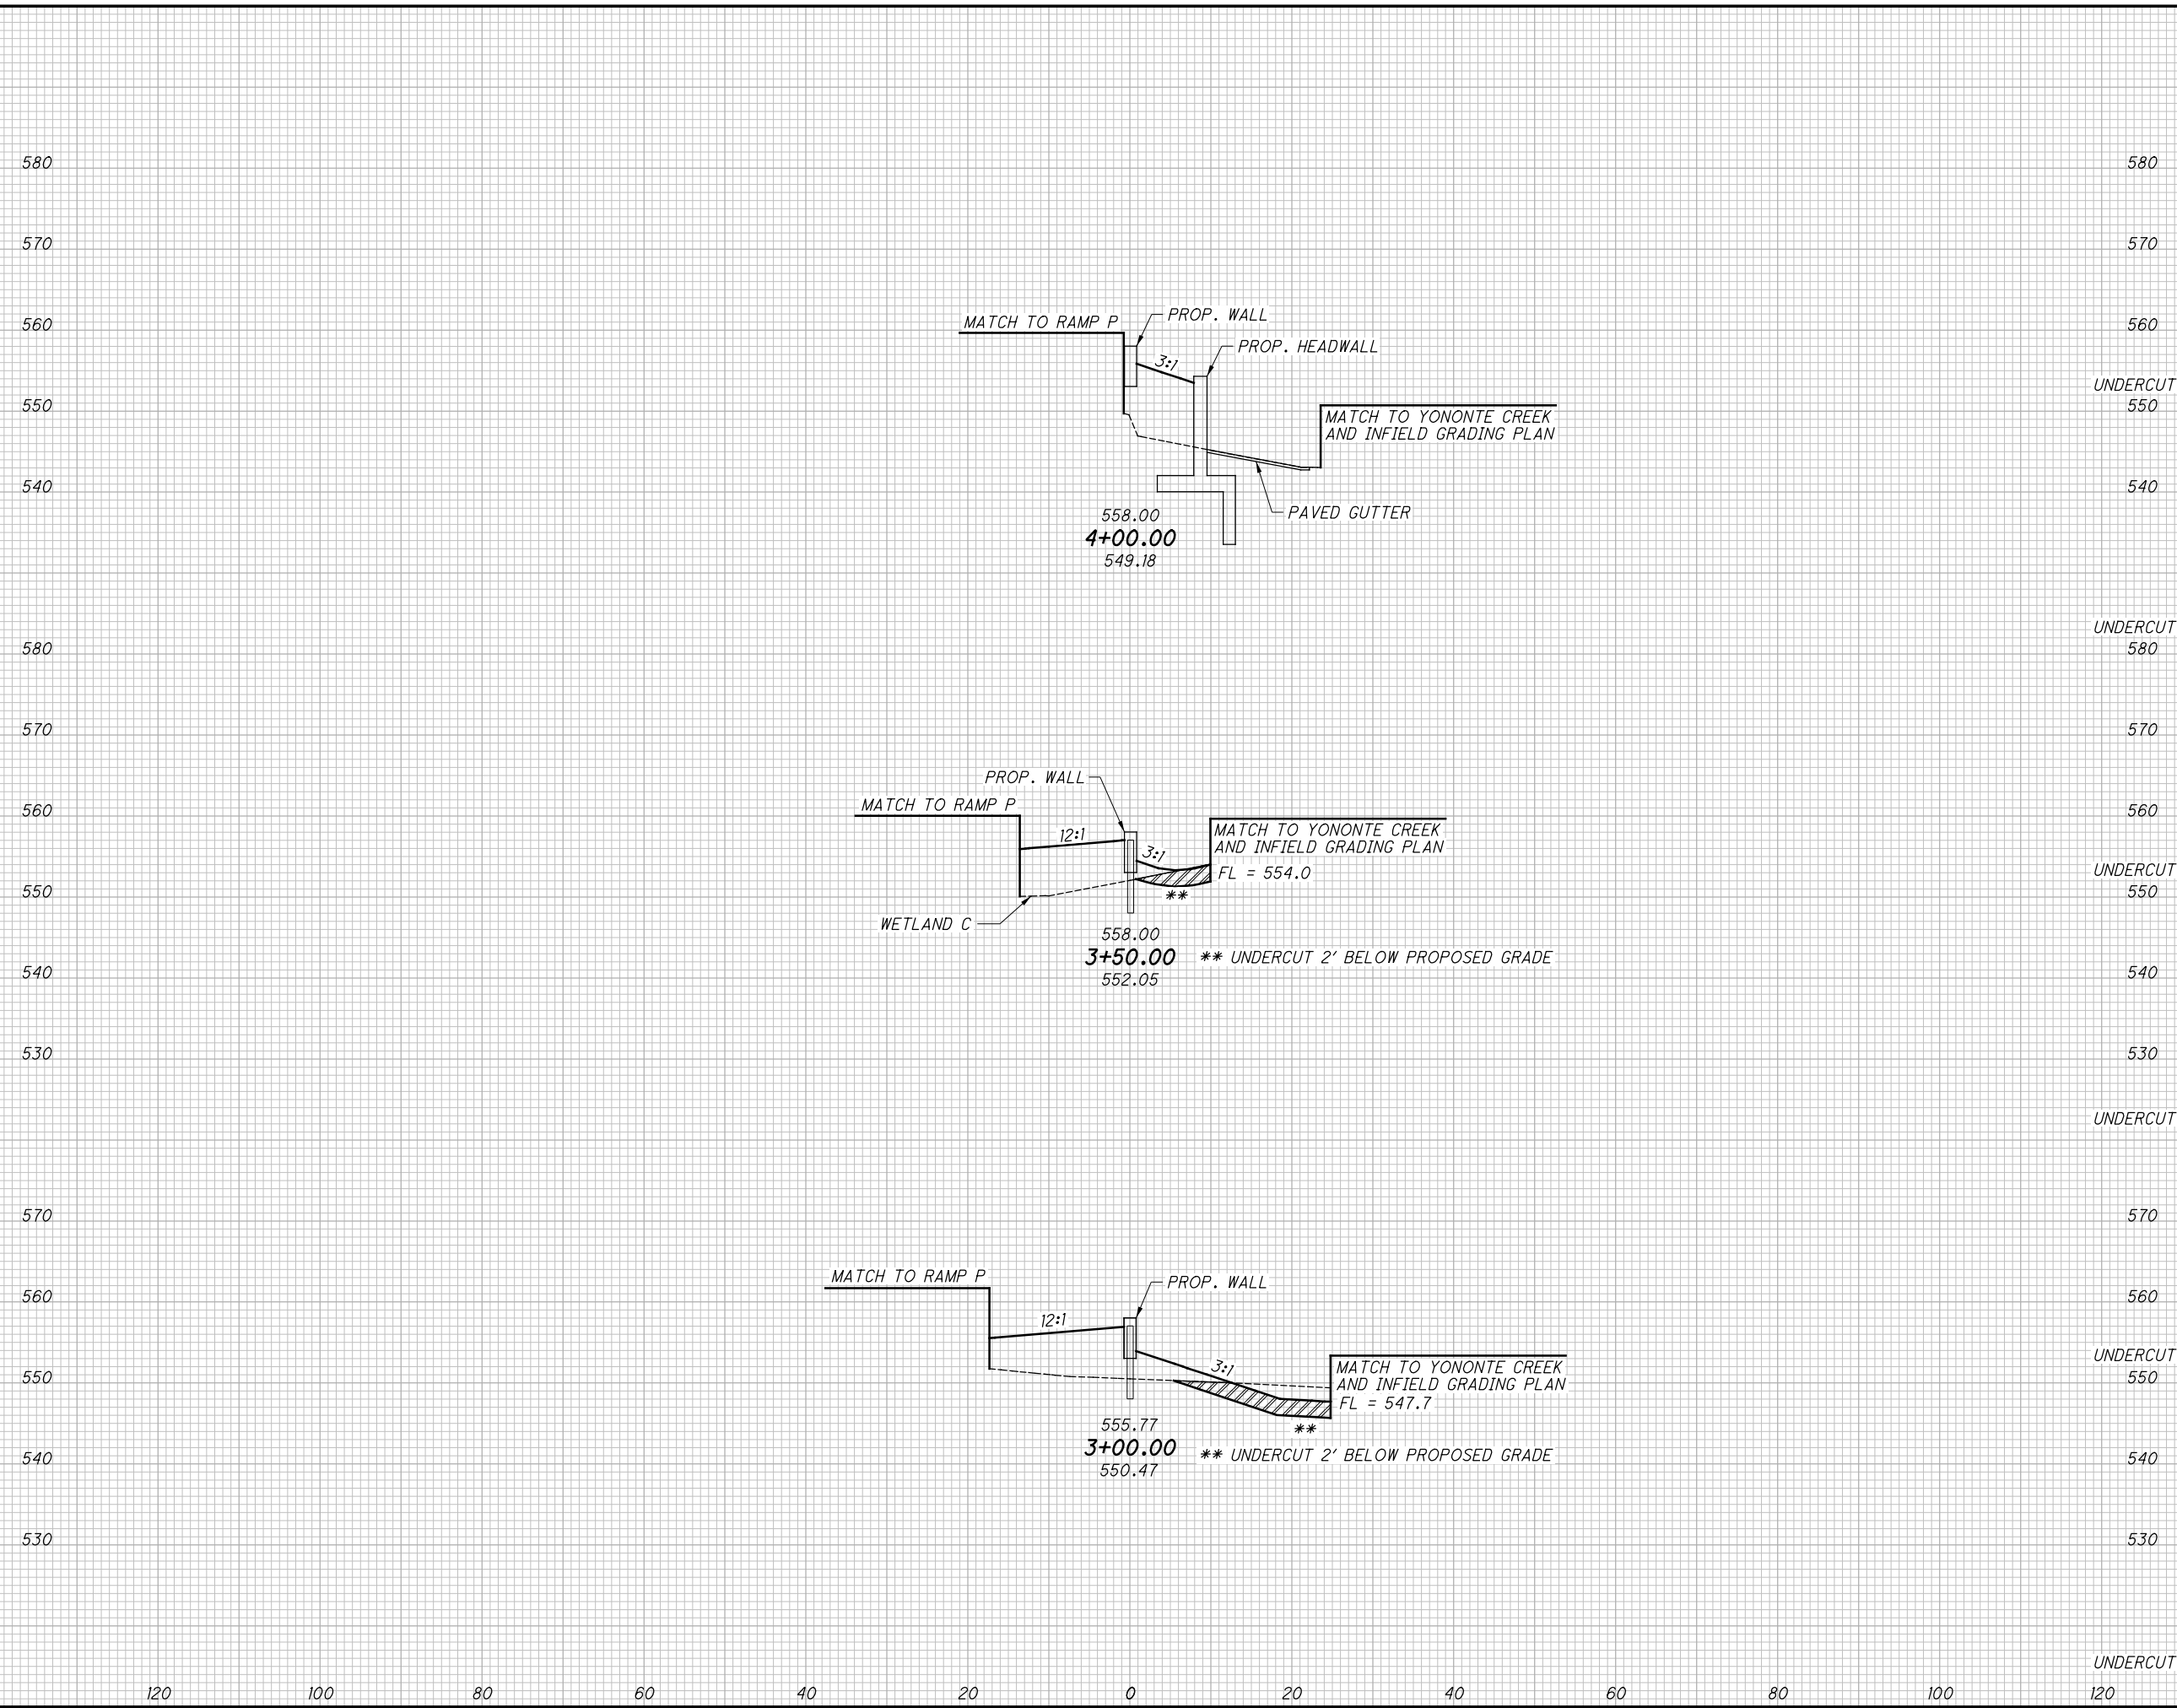 580 580
570 570
MATCH TO RAMP P PROP. WALL
560 560
PROP. HEADWALL
3:1
UNDERCUT
550 550
MATCH TO YONONTE CREEK
AND INFIELD GRADING PLAN
540 540
PAVED GUTTER
558.00
4+00.00
549.18
UNDERCUT
580 580
570 570
PROP. WALL
MATCH TO RAMP P
560 560
12:1
MATCH TO YONONTE CREEK
AND INFIELD GRADING PLAN
3:1
FL = 554.0
UNDERCUT
550 550
**
WETLAND C
558.00
3+50.00 ** UNDERCUT 2' BELOW PROPOSED GRADE
552.05
540 540
530 530
UNDERCUT
570 570
MATCH TO RAMP P PROP. WALL
560 560
12:1
UNDERCUT
3:1
MATCH TO YONONTE CREEK
550 550
AND INFIELD GRADING PLAN
FL = 547.7
**
555.77
3+00.00 ** UNDERCUT 2' BELOW PROPOSED GRADE
550.47
540 540
530 530
UNDERCUT
120 100 80 60 40 20 0 20 40 60 80 100 120